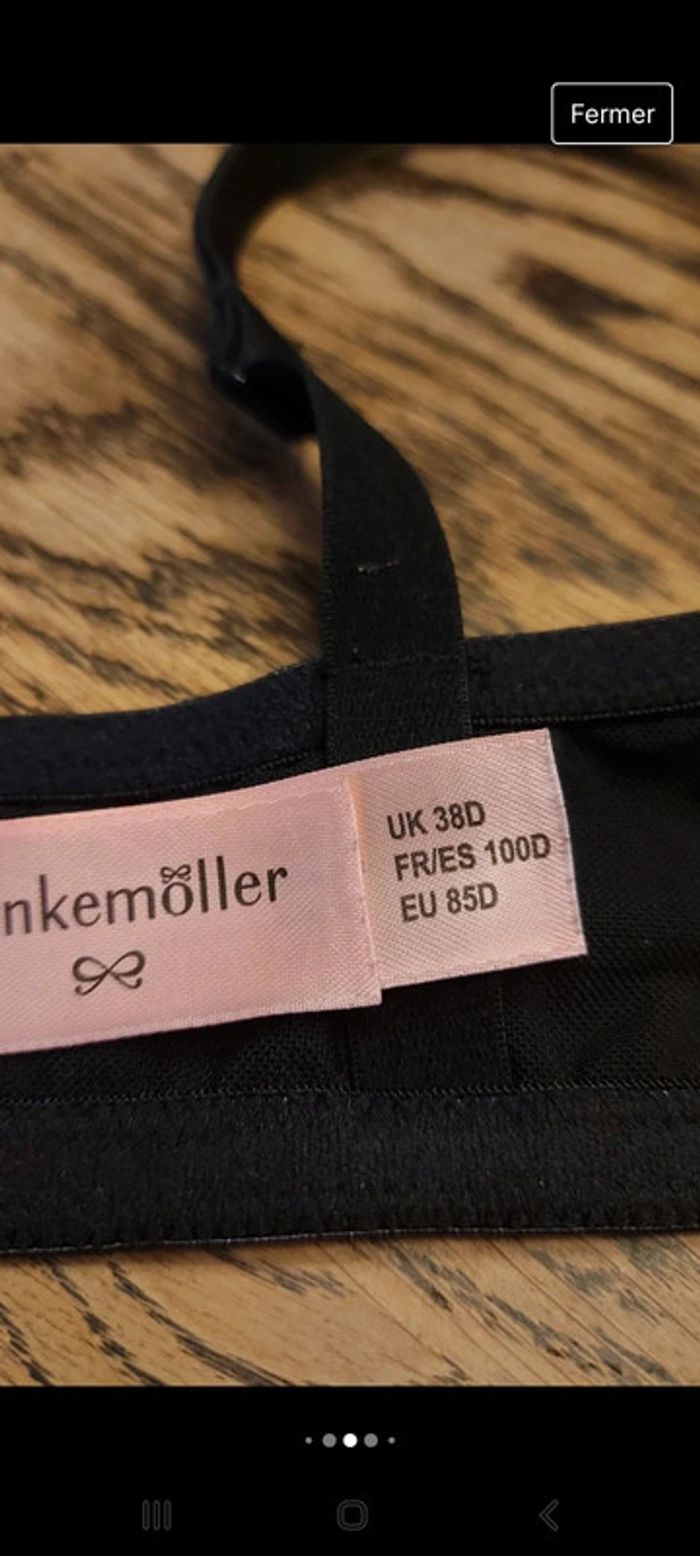 Fermer
nkemöller
UK 38D
FR/ES 100D
EU 85D